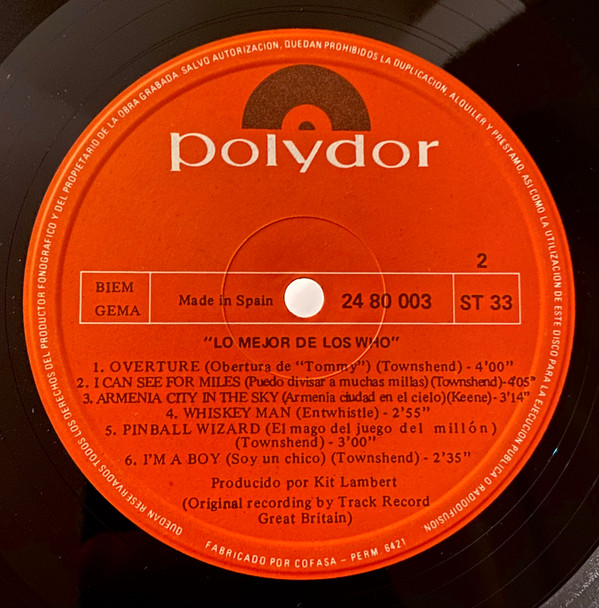 QUEDAN RESERVADOS TODOS LOS DERECHOS DEL PRODUCTOR FONOGRAFICO Y DEL PROPIETARIO DE LA OBRA GRABADA. SALVO AUTORIZACION, QUEDAN PROHIBIDOS LA DUPLICACION, ALQUILER Y PRESTAMO, ASI COMO LA UTILIZACION DE ESTE DISCO PARA LA EJECUCION PUBLICA O RADIODIFUSION.
polydor
2
BIEM
GEMA
Made in Spain
24 80 003
ST 33
"LO MEJOR DE LOS WHO"
1. OVERTURE (Obertura de "Tommy") (Townshend) - 4'00"
2. I CAN SEE FOR MILES (Puedo divisar a muchas millas) (Townshend)-4'05"
3. ARMENIA CITY IN THE SKY (Armenia ciudad en el cielo)(Keene)- 3'14"
4. WHISKEY MAN (Entwhistle) - 2'55"
5. PINBALL WIZARD (El mago del juego del millón)
(Townshend) - 3'00"
6. I'M A BOY (Soy un chico) (Townshend) - 2'35"
Producido por Kit Lambert
(Original recording by Track Record
Great Britain)
FABRICADO POR COFASA – PERM. 6421